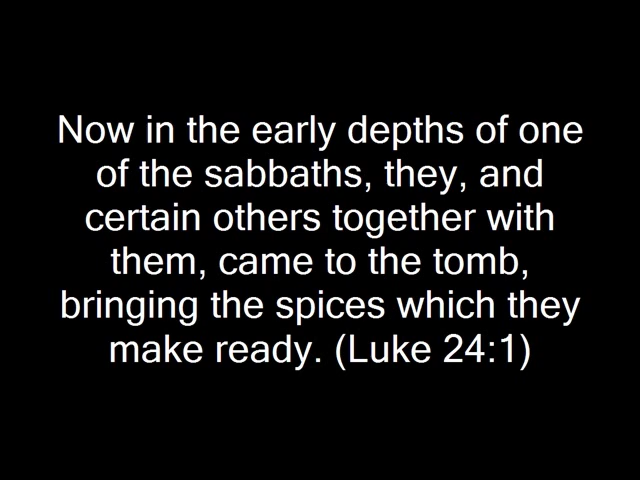 Now in the early depths of one
of the sabbaths, they, and
certain others together with
them, came to the tomb,
bringing the spices which they
make ready. (Luke 24:1)